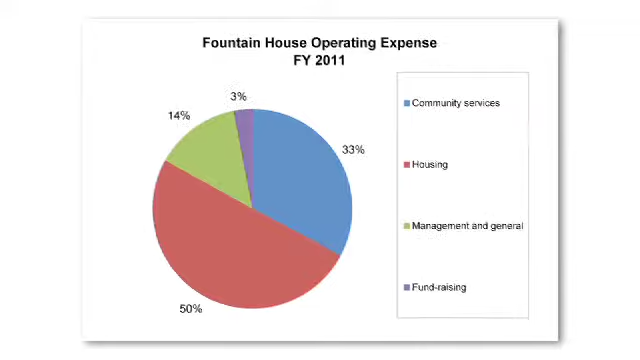 Fountain House Operating Expense
FY 2011
3%
14%
33%
50%
Community services
Housing
Management and general
Fund-raising